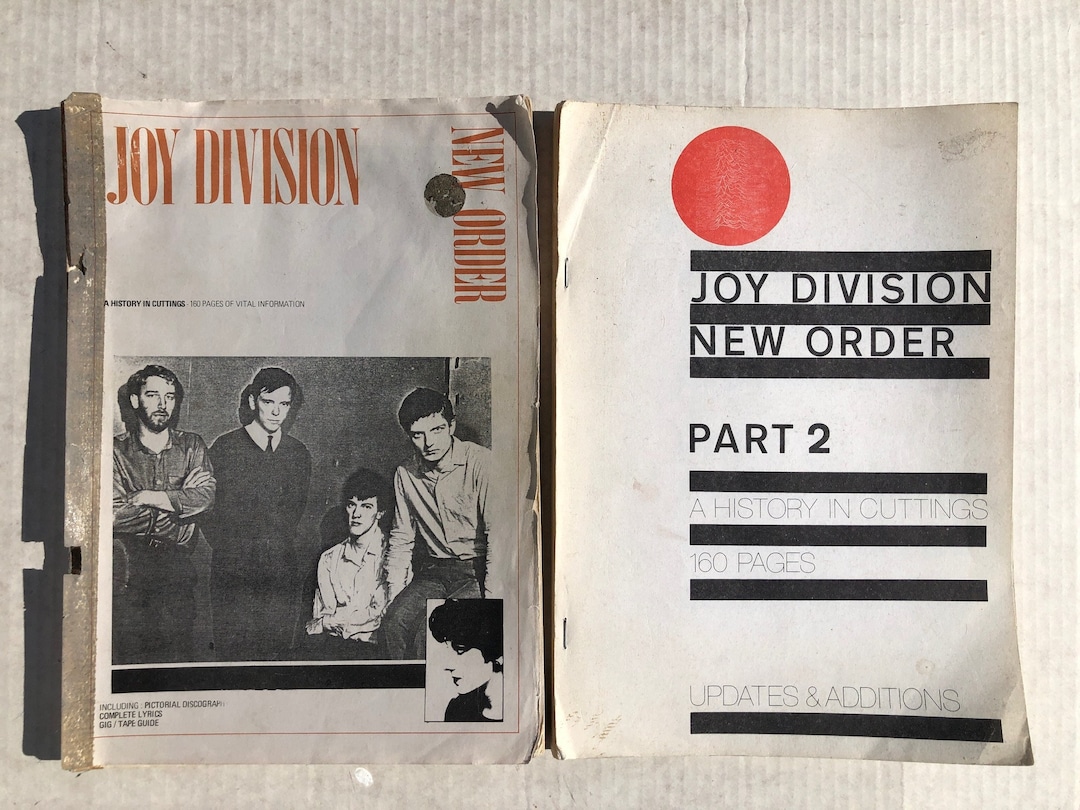 JOY DIVISION
NEW ORDER
A HISTORY IN CUTTINGS - 160 PAGES OF VITAL INFORMATION
INCLUDING : PICTORIAL DISCOGRAPHY
COMPLETE LYRICS
GIG / TAPE GUIDE
JOY DIVISION
NEW ORDER
PART 2
A HISTORY IN CUTTINGS
160 PAGES
UPDATES & ADDITIONS